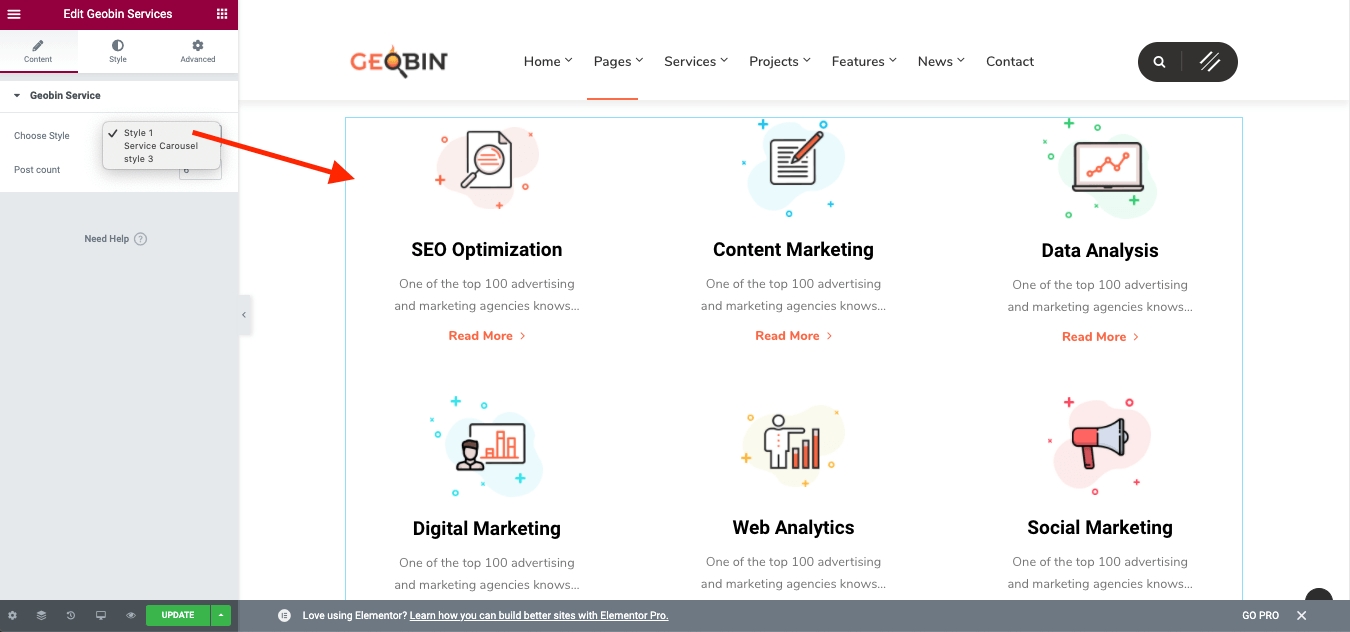 Edit Geobin Services
Content
Style
Advanced
Geobin Service
Choose Style
Style 1
Service Carousel
style 3
Post count
6
Need Help ?
UPDATE
GEOBIN
Home
Pages
Services
Projects
Features
News
Contact
SEO Optimization
One of the top 100 advertising
and marketing agencies knows...
Read More
Content Marketing
One of the top 100 advertising
and marketing agencies knows...
Read More
Data Analysis
One of the top 100 advertising
and marketing agencies knows...
Read More
Digital Marketing
One of the top 100 advertising
and marketing agencies knows...
Web Analytics
One of the top 100 advertising
and marketing agencies knows...
Social Marketing
One of the top 100 advertising
and marketing agencies knows...
Love using Elementor? Learn how you can build better sites with Elementor Pro.
GO PRO